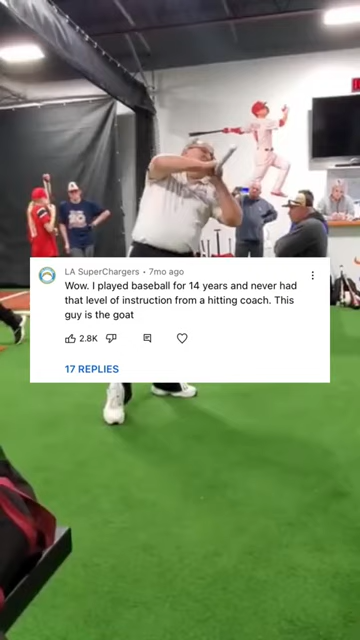 LA SuperChargers • 7mo ago
Wow. I played baseball for 14 years and never had
that level of instruction from a hitting coach. This
guy is the goat
2.8K
17 REPLIES